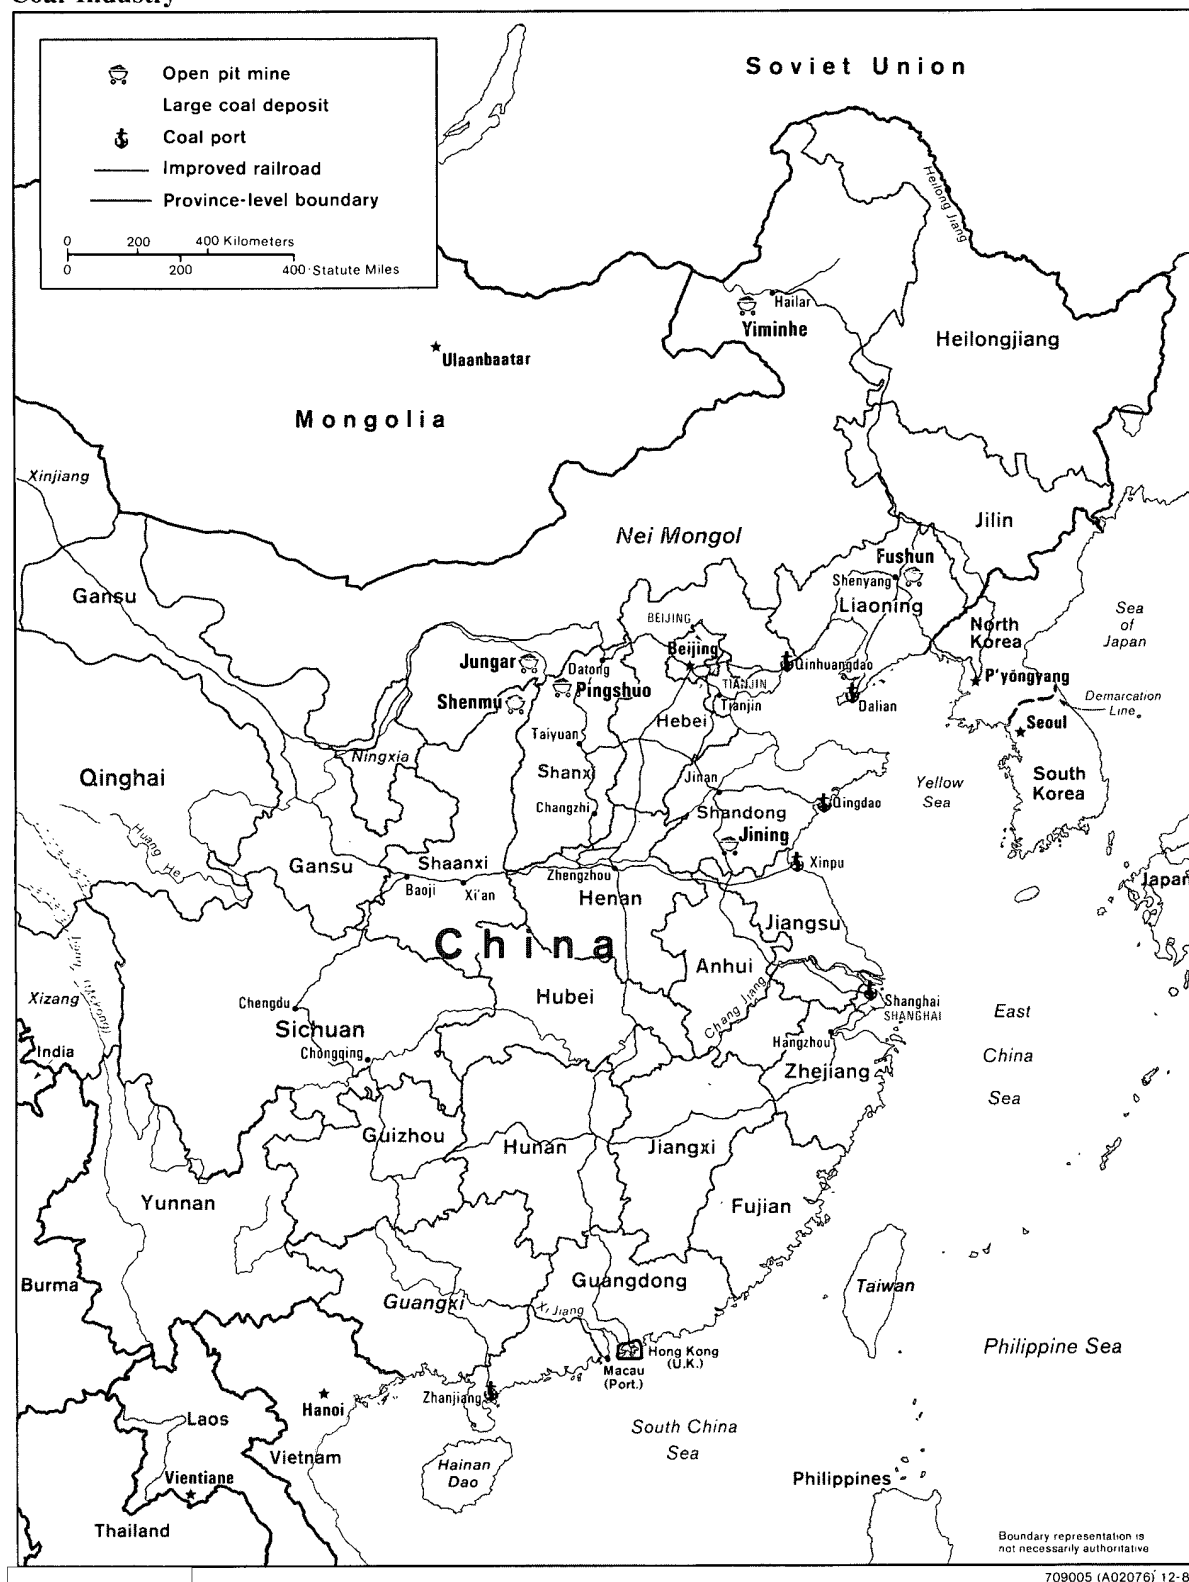 Coal Industry
Open pit mine
Large coal deposit
Coal port
Improved railroad
Province-level boundary
0 200 400 Kilometers
0 200 400 Statute Miles
Soviet Union
Heilong Jiang
Hailar
Yiminhe
Heilongjiang
Ulaanbaatar
Mongolia
Xinjiang
Jilin
Nei Mongol
Fushun
Shenyang
Gansu
Liaoning
Sea
of
Japan
North
Korea
BEIJING
Beijing
Jungar
Datong
Qinhuangdao
P'yŏngyang
TIANJIN
Pingshuo
Shenmu
Tianjin
Dalian
Demarcation
Line
Hebei
Seoul
Taiyuan
Ningxia
Shanxi
Jinan
Qinghai
Yellow
Sea
South
Korea
Changzhi
Shandong
Qingdao
Jining
Huang He
Gansu
Shaanxi
Zhengzhou
Xinpu
Baoji
Xi'an
Henan
Japan
Jiangsu
China
Anhui
Xizang
Chengdu
Hubei
Chang Jiang
Shanghai
SHANGHAI
East
China
Sea
Sichuan
Hangzhou
India
Chongqing
Zhejiang
(Mekong)
Guizhou
Hunan
Jiangxi
Yunnan
Fujian
Burma
Guangdong
Taiwan
Guangxi
Xi Jiang
Hong Kong
(U.K.)
Macau
(Port.)
Philippine Sea
Hanoi
Zhanjiang
Laos
South China
Sea
Vietnam
Hainan
Dao
Vientiane
Philippines
Thailand
Boundary representation is
not necessarily authoritative
709005 (A02076) 12-8